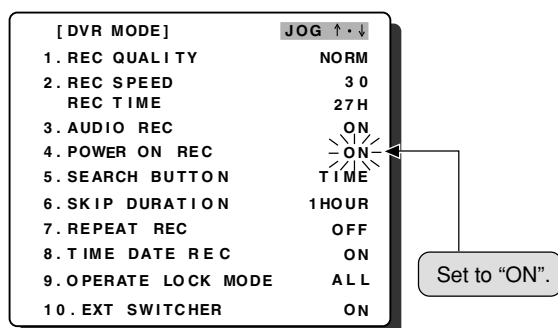 [DVR MODE] JOG ↑·↓
1. REC QUALITY NORM
2. REC SPEED 30
REC TIME 27H
3. AUDIO REC ON
4. POWER ON REC ON
5. SEARCH BUTTON TIME
6. SKIP DURATION 1HOUR
7. REPEAT REC OFF
8. TIME DATE REC ON
9. OPERATE LOCK MODE ALL
10. EXT SWITCHER ON
Set to “ON”.